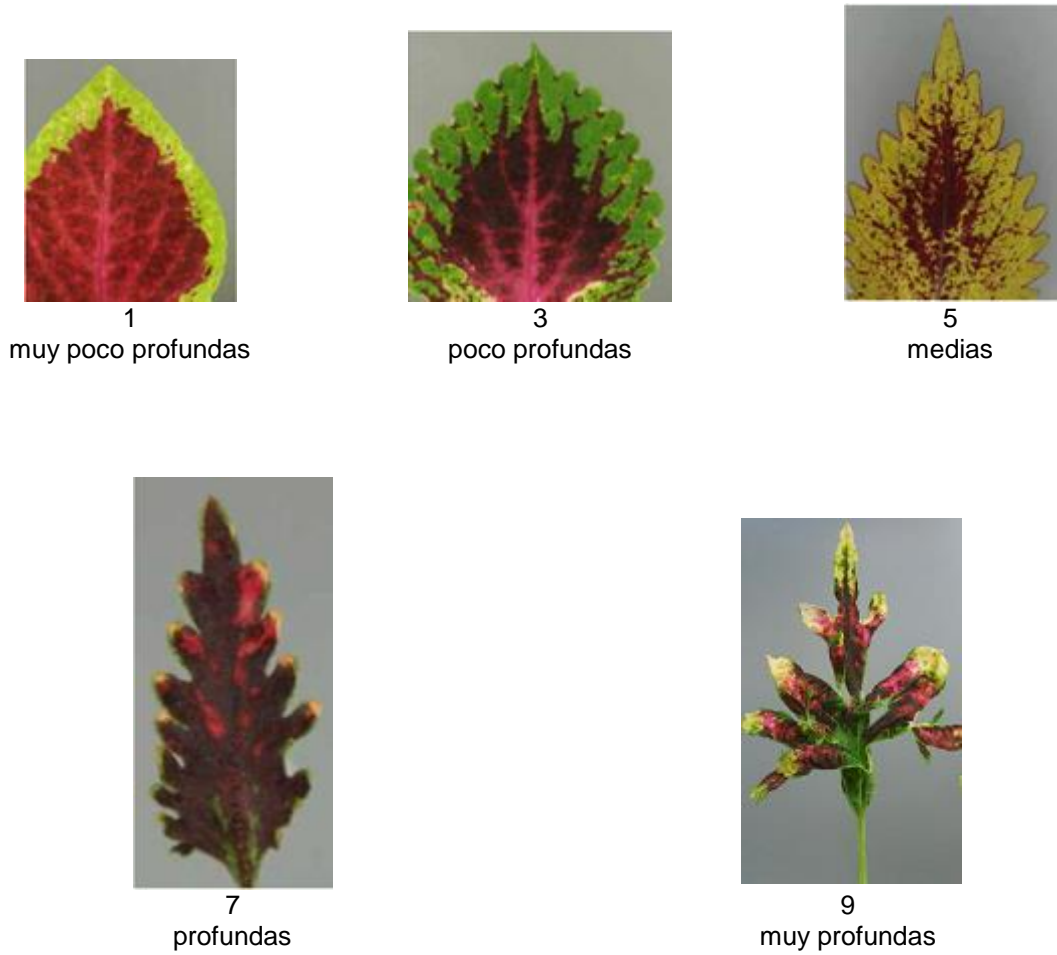 1
muy poco profundas
3
poco profundas
5
medias
7
profundas
9
muy profundas